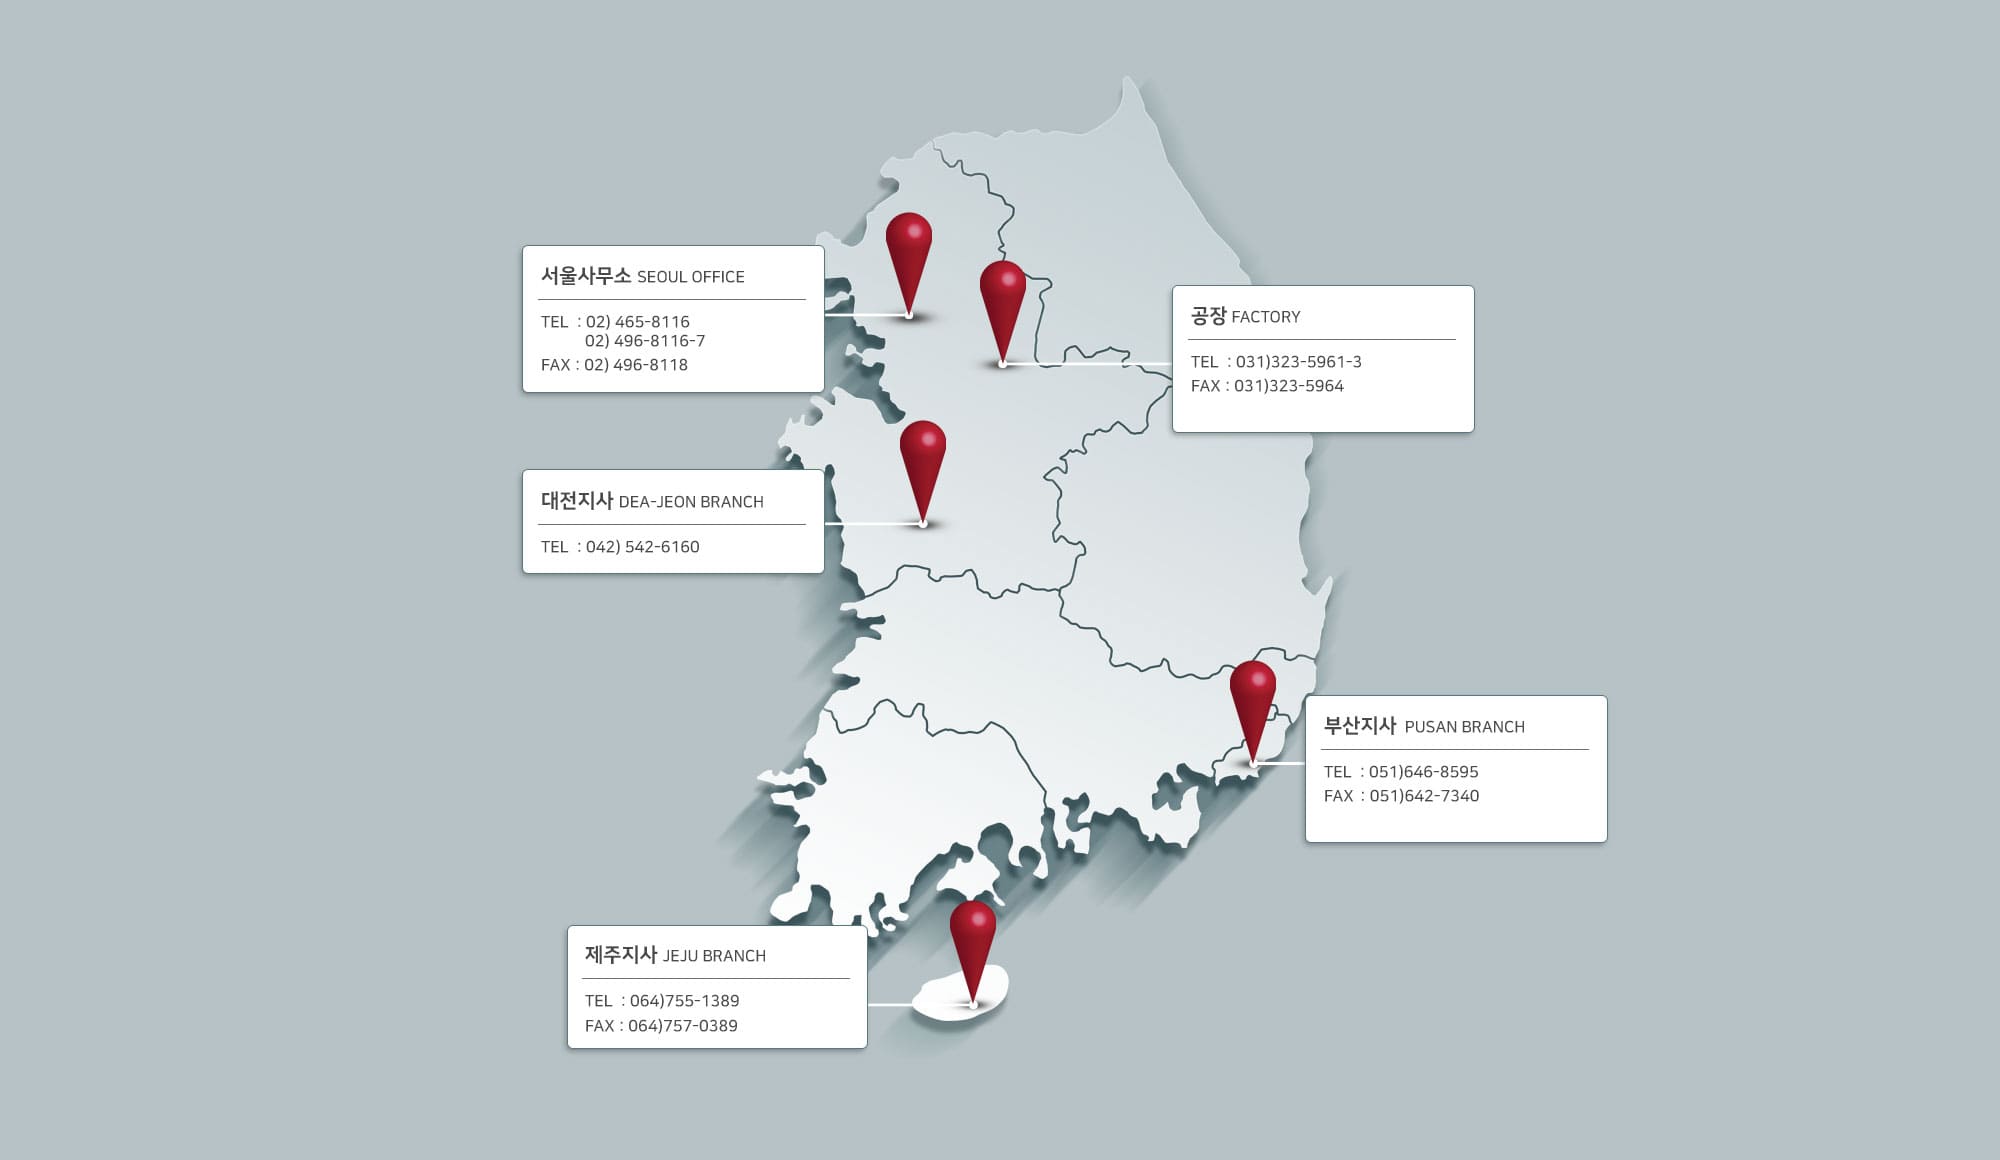 서울사무소 SEOUL OFFICE
TEL : 02) 465-8116
02) 496-8116-7
FAX : 02) 496-8118
공장 FACTORY
TEL : 031)323-5961-3
FAX : 031)323-5964
대전지사 DEA-JEON BRANCH
TEL : 042) 542-6160
부산지사 PUSAN BRANCH
TEL : 051)646-8595
FAX : 051)642-7340
제주지사 JEJU BRANCH
TEL : 064)755-1389
FAX : 064)757-0389